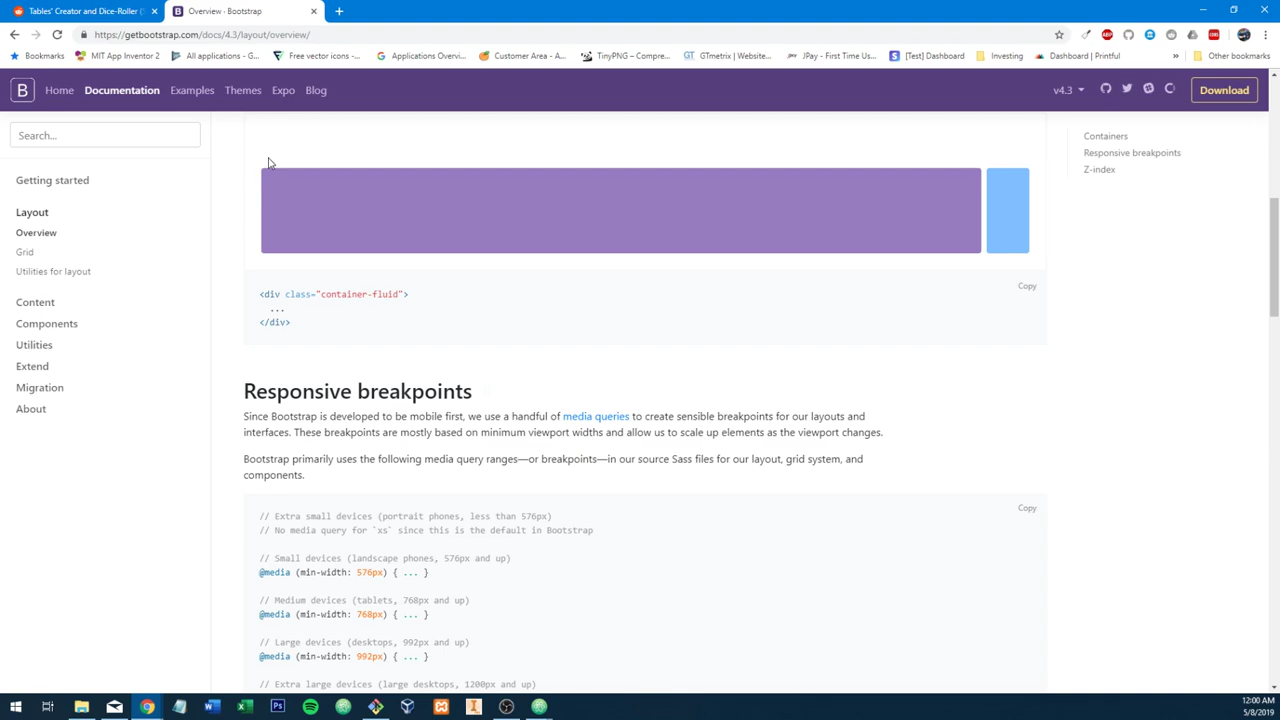 Tables' Creator and Dice-Roller (
Overview · Bootstrap
https://getbootstrap.com/docs/4.3/layout/overview/
Bookmarks
MIT App Inventor 2
All applications - G...
Free vector icons -...
Applications Overvi...
Customer Area - A...
TinyPNG – Compre...
GTmetrix | Website...
JPay - First Time Us...
[Test] Dashboard
Investing
Dashboard | Printful
Other bookmarks
B
Home
Documentation
Examples
Themes
Expo
Blog
v4.3
Download
Search...
Containers
Responsive breakpoints
Z-index
Getting started
Layout
Overview
Grid
Utilities for layout
Content
Components
Utilities
Extend
Migration
About
Copy
<div class="container-fluid">
...
</div>
Responsive breakpoints
Since Bootstrap is developed to be mobile first, we use a handful of media queries to create sensible breakpoints for our layouts and
interfaces. These breakpoints are mostly based on minimum viewport widths and allow us to scale up elements as the viewport changes.
Bootstrap primarily uses the following media query ranges—or breakpoints—in our source Sass files for our layout, grid system, and
components.
Copy
// Extra small devices (portrait phones, less than 576px)
// No media query for `xs` since this is the default in Bootstrap
// Small devices (landscape phones, 576px and up)
@media (min-width: 576px) { ... }
// Medium devices (tablets, 768px and up)
@media (min-width: 768px) { ... }
// Large devices (desktops, 992px and up)
@media (min-width: 992px) { ... }
// Extra large devices (large desktops, 1200px and up)
12:00 AM
5/8/2019